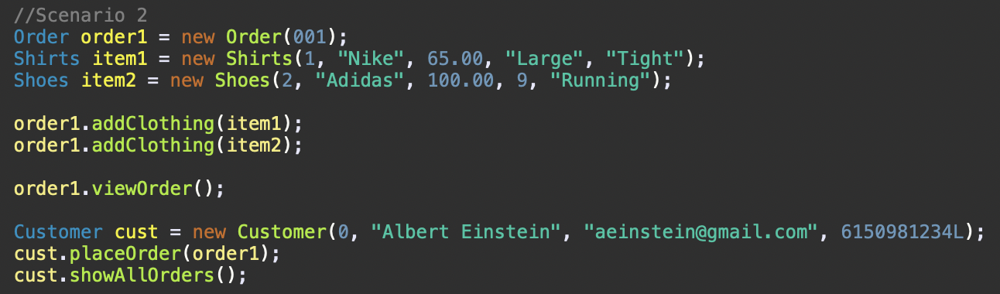 //Scenario 2
Order order1 = new Order(001);
Shirts item1 = new Shirts(1, "Nike", 65.00, "Large", "Tight");
Shoes item2 = new Shoes(2, "Adidas", 100.00, 9, "Running");
order1.addClothing(item1);
order1.addClothing(item2);
order1.viewOrder();
Customer cust = new Customer(0, "Albert Einstein", "aeinstein@gmail.com", 6150981234L);
cust.placeOrder(order1);
cust.showAllOrders();